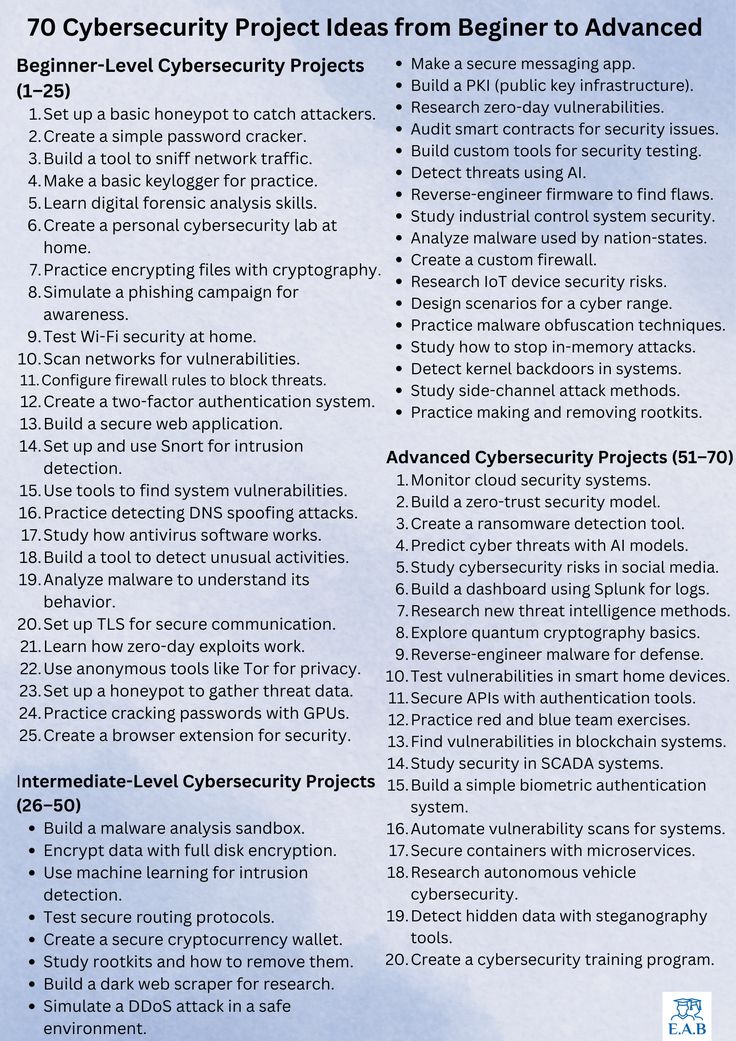 70 Cybersecurity Project Ideas from Beginer to Advanced
Beginner-Level Cybersecurity Projects
(1–25)
1. Set up a basic honeypot to catch attackers.
2. Create a simple password cracker.
3. Build a tool to sniff network traffic.
4. Make a basic keylogger for practice.
5. Learn digital forensic analysis skills.
6. Create a personal cybersecurity lab at
home.
7. Practice encrypting files with cryptography.
8. Simulate a phishing campaign for
awareness.
9. Test Wi-Fi security at home.
10. Scan networks for vulnerabilities.
11. Configure firewall rules to block threats.
12. Create a two-factor authentication system.
13. Build a secure web application.
14. Set up and use Snort for intrusion
detection.
15. Use tools to find system vulnerabilities.
16. Practice detecting DNS spoofing attacks.
17. Study how antivirus software works.
18. Build a tool to detect unusual activities.
19. Analyze malware to understand its
behavior.
20. Set up TLS for secure communication.
21. Learn how zero-day exploits work.
22. Use anonymous tools like Tor for privacy.
23. Set up a honeypot to gather threat data.
24. Practice cracking passwords with GPUs.
25. Create a browser extension for security.
Intermediate-Level Cybersecurity Projects
(26–50)
• Build a malware analysis sandbox.
• Encrypt data with full disk encryption.
• Use machine learning for intrusion
detection.
• Test secure routing protocols.
• Create a secure cryptocurrency wallet.
• Study rootkits and how to remove them.
• Build a dark web scraper for research.
• Simulate a DDoS attack in a safe
environment.
• Make a secure messaging app.
• Build a PKI (public key infrastructure).
• Research zero-day vulnerabilities.
• Audit smart contracts for security issues.
• Build custom tools for security testing.
• Detect threats using AI.
• Reverse-engineer firmware to find flaws.
• Study industrial control system security.
• Analyze malware used by nation-states.
• Create a custom firewall.
• Research IoT device security risks.
• Design scenarios for a cyber range.
• Practice malware obfuscation techniques.
• Study how to stop in-memory attacks.
• Detect kernel backdoors in systems.
• Study side-channel attack methods.
• Practice making and removing rootkits.
Advanced Cybersecurity Projects (51–70)
1. Monitor cloud security systems.
2. Build a zero-trust security model.
3. Create a ransomware detection tool.
4. Predict cyber threats with AI models.
5. Study cybersecurity risks in social media.
6. Build a dashboard using Splunk for logs.
7. Research new threat intelligence methods.
8. Explore quantum cryptography basics.
9. Reverse-engineer malware for defense.
10. Test vulnerabilities in smart home devices.
11. Secure APIs with authentication tools.
12. Practice red and blue team exercises.
13. Find vulnerabilities in blockchain systems.
14. Study security in SCADA systems.
15. Build a simple biometric authentication
system.
16. Automate vulnerability scans for systems.
17. Secure containers with microservices.
18. Research autonomous vehicle
cybersecurity.
19. Detect hidden data with steganography
tools.
20. Create a cybersecurity training program.
E.A.B